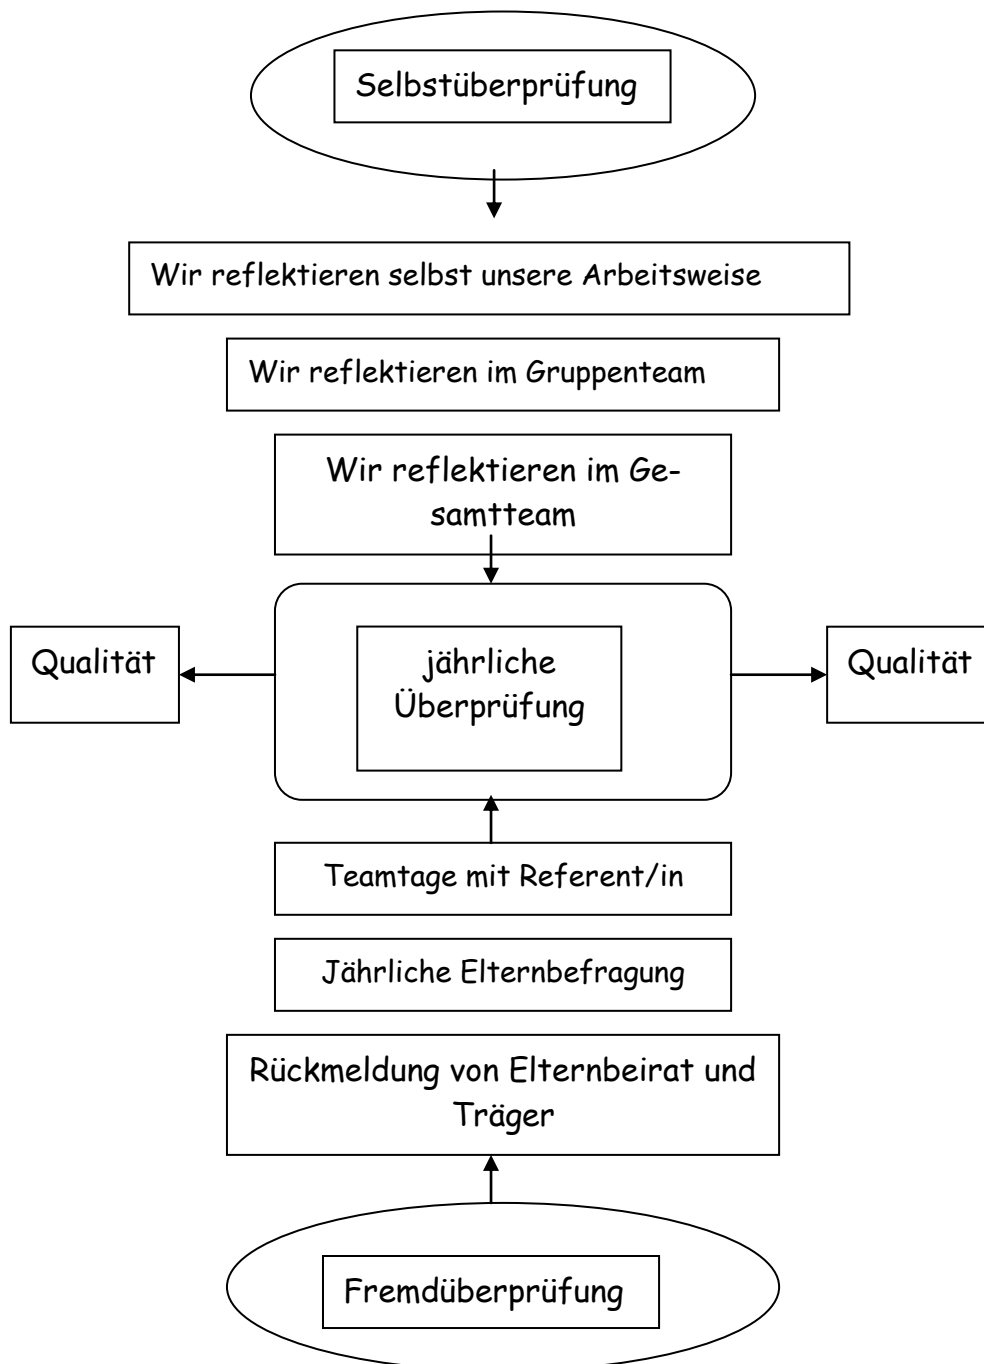 Selbstüberprüfung
Wir reflektieren selbst unsere Arbeitsweise
Wir reflektieren im Gruppenteam
Wir reflektieren im Ge-
samtteam
Qualität
jährliche
Überprüfung
Qualität
Teamtage mit Referent/in
Jährliche Elternbefragung
Rückmeldung von Elternbeirat und
Träger
Fremdüberprüfung